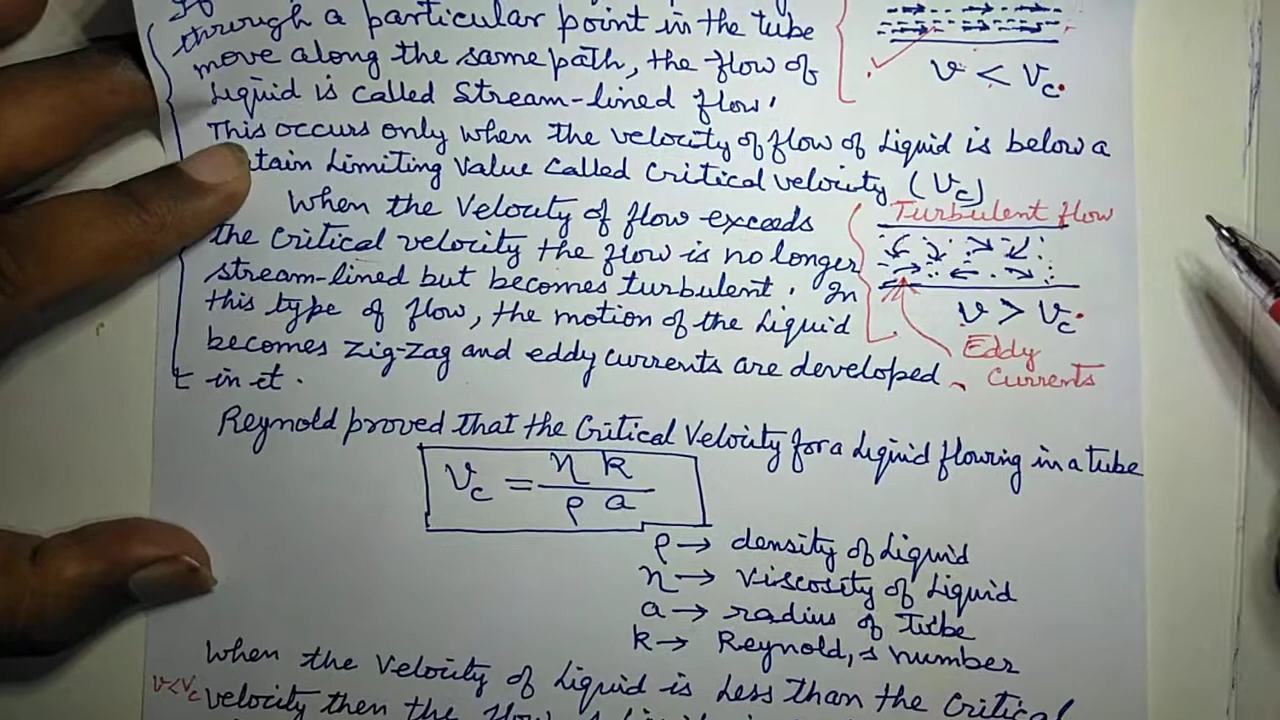 through a particular point in the tube
move along the same path, the flow of
Liquid is called Stream-lined flow'
v < Vc.
This occurs only when the velocity of flow of Liquid is below a
tain Limiting Value Called Critical velocity (Vc)
When the Velocity of flow exceeds
the Critical velocity the flow is no longer
stream-lined but becomes turbulent. In
this type of flow, the motion of the Liquid
becomes Zig-Zag and eddy currents are developed
in it.
Turbulent flow
v > Vc.
Eddy
Currents
Reynold proved that the Critical Velocity for a Liquid flowing in a tube
Vc = η k / ρ a
ρ → density of Liquid
η → Viscosity of Liquid
a → radius of Tube
k → Reynold,s number
When the Velocity of Liquid is Less than the Critical
v<Vc velocity then the flow of Liquid